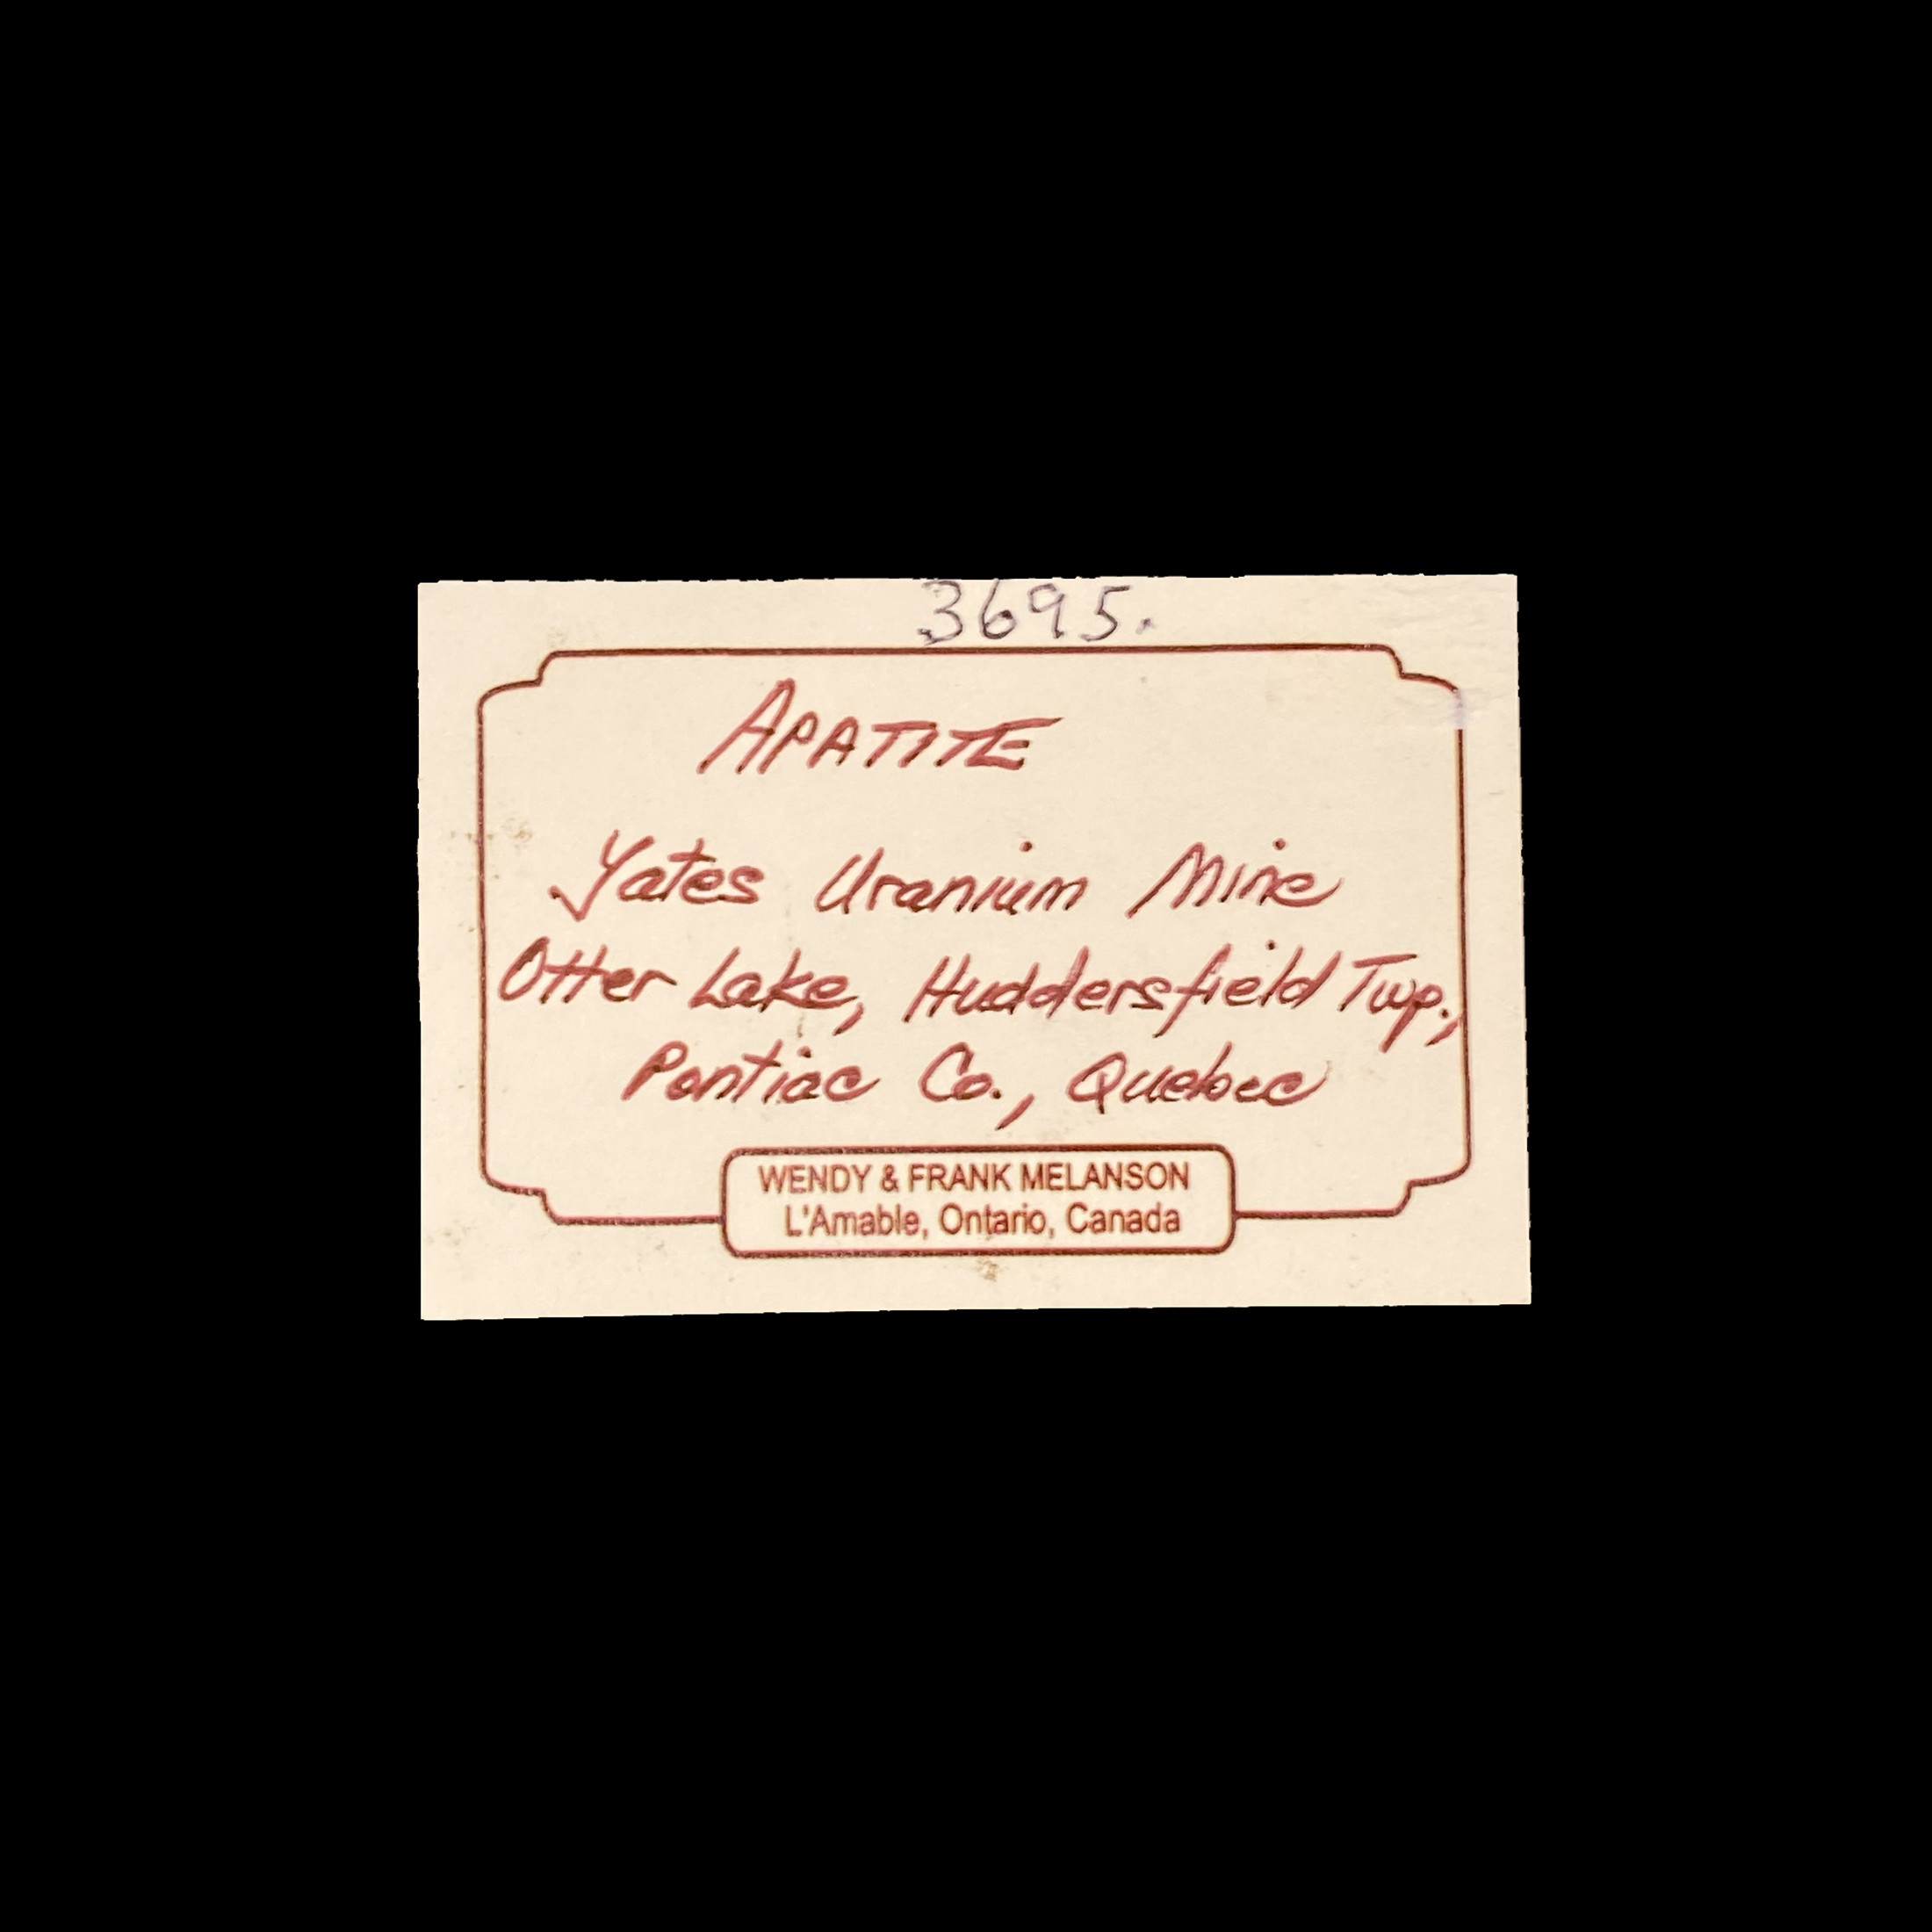 3695.
APATITE
Yates Uranium Mine
Otter Lake, Huddersfield Twp.,
Pontiac Co., Quebec
WENDY & FRANK MELANSON
L'Amable, Ontario, Canada